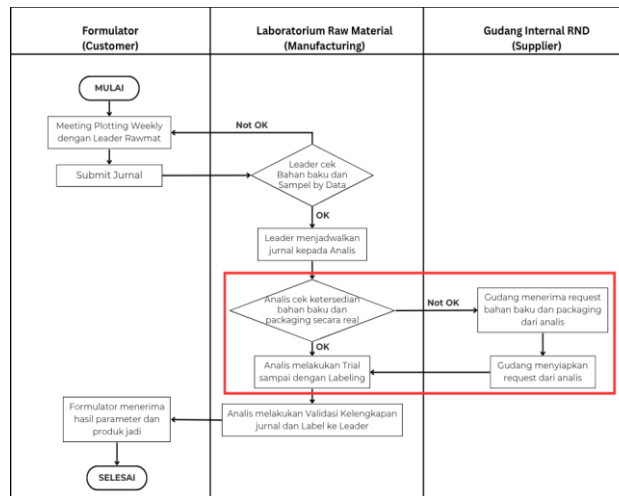 Formulator
(Customer)
Laboratorium Raw Material
(Manufacturing)
Gudang Internal RND
(Supplier)
MULAI
Meeting Plotting Weekly
dengan Leader Rawmat
Not OK
Submit Jurnal
Leader cek
Bahan baku dan
Sampel by Data
OK
Leader menjadwalkan
jurnal kepada Analis
Analis cek ketersedian
bahan baku dan
packaging secara real
Not OK
Gudang menerima request
bahan baku dan packaging
dari analis
OK
Analis melakukan Trial
sampai dengan Labeling
Gudang menyiapkan
request dari analis
Formulator menerima
hasil parameter dan
produk jadi
Analis melakukan Validasi Kelengkapan
jurnal dan Label ke Leader
SELESAI